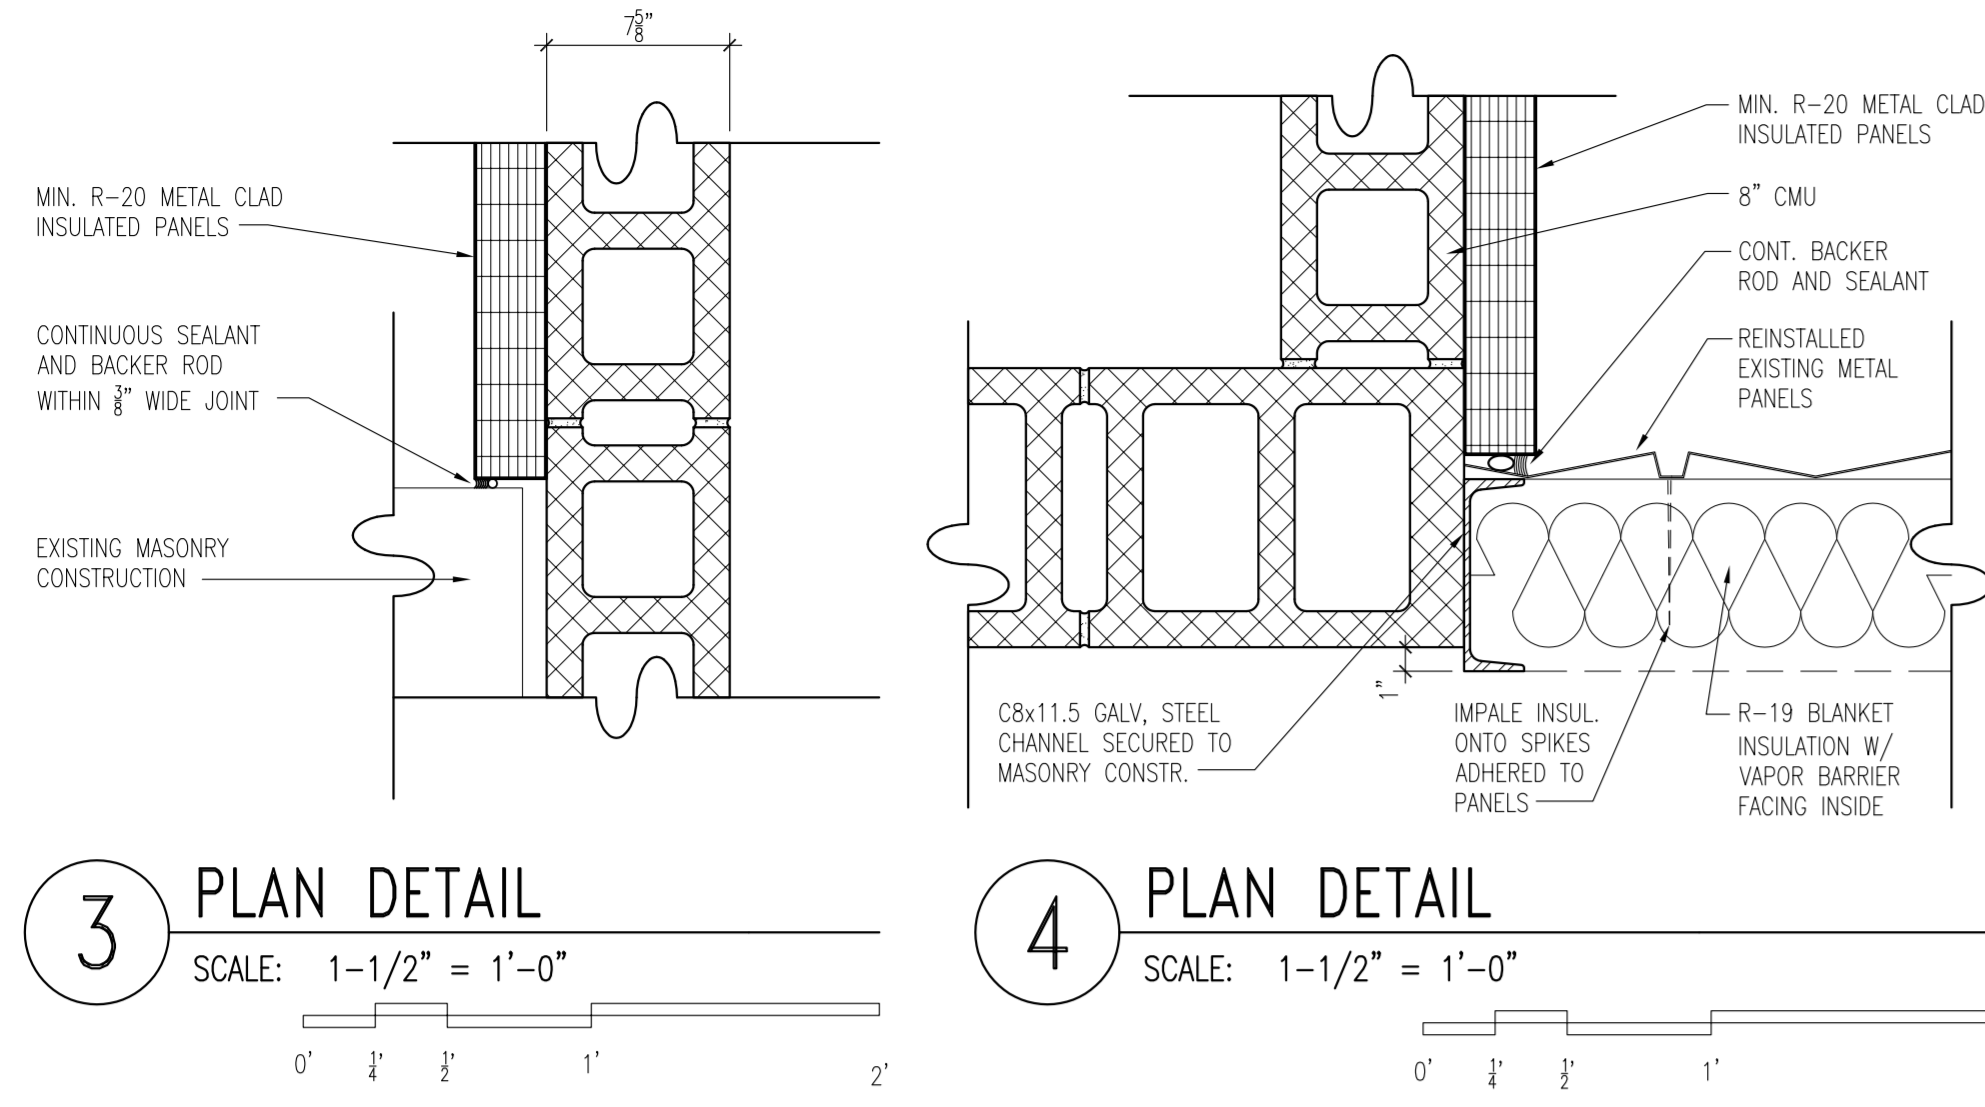 7 5/8"
MIN. R-20 METAL CLAD
INSULATED PANELS
CONTINUOUS SEALANT
AND BACKER ROD
WITHIN 3/8" WIDE JOINT
EXISTING MASONRY
CONSTRUCTION
3
PLAN DETAIL
SCALE: 1-1/2" = 1'-0"
0' 1/4' 1/2' 1' 2'
MIN. R-20 METAL CLAD
INSULATED PANELS
8" CMU
CONT. BACKER
ROD AND SEALANT
REINSTALLED
EXISTING METAL
PANELS
1"
C8x11.5 GALV, STEEL
CHANNEL SECURED TO
MASONRY CONSTR.
IMPALE INSUL.
ONTO SPIKES
ADHERED TO
PANELS
R-19 BLANKET
INSULATION W/
VAPOR BARRIER
FACING INSIDE
4
PLAN DETAIL
SCALE: 1-1/2" = 1'-0"
0' 1/4' 1/2' 1'